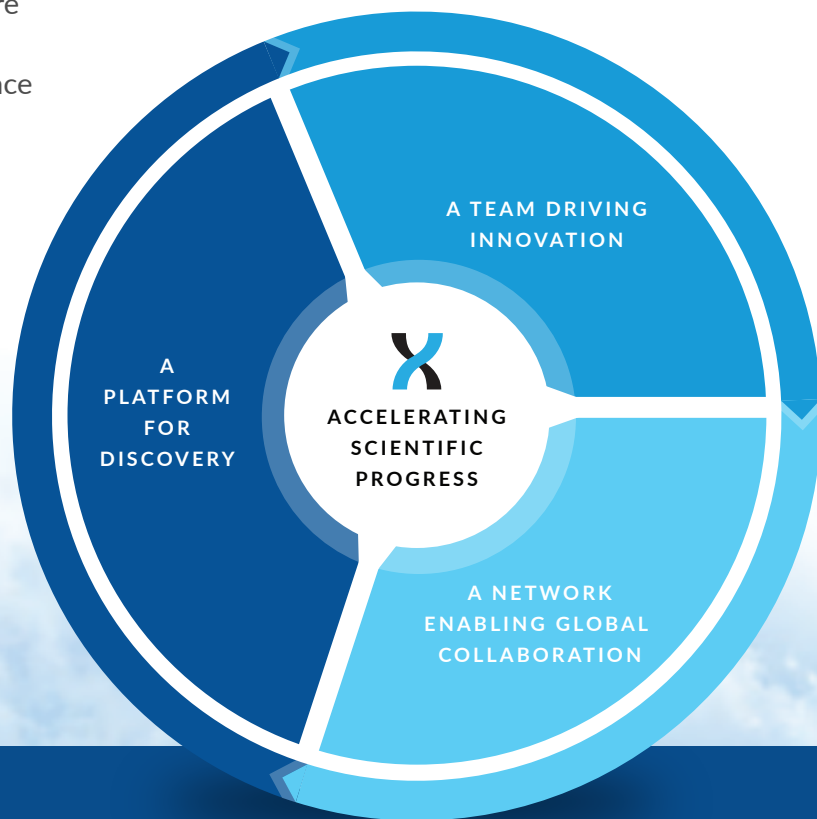 A TEAM DRIVING
INNOVATION
A
PLATFORM
FOR
DISCOVERY
ACCELERATING
SCIENTIFIC
PROGRESS
A NETWORK
ENABLING GLOBAL
COLLABORATION